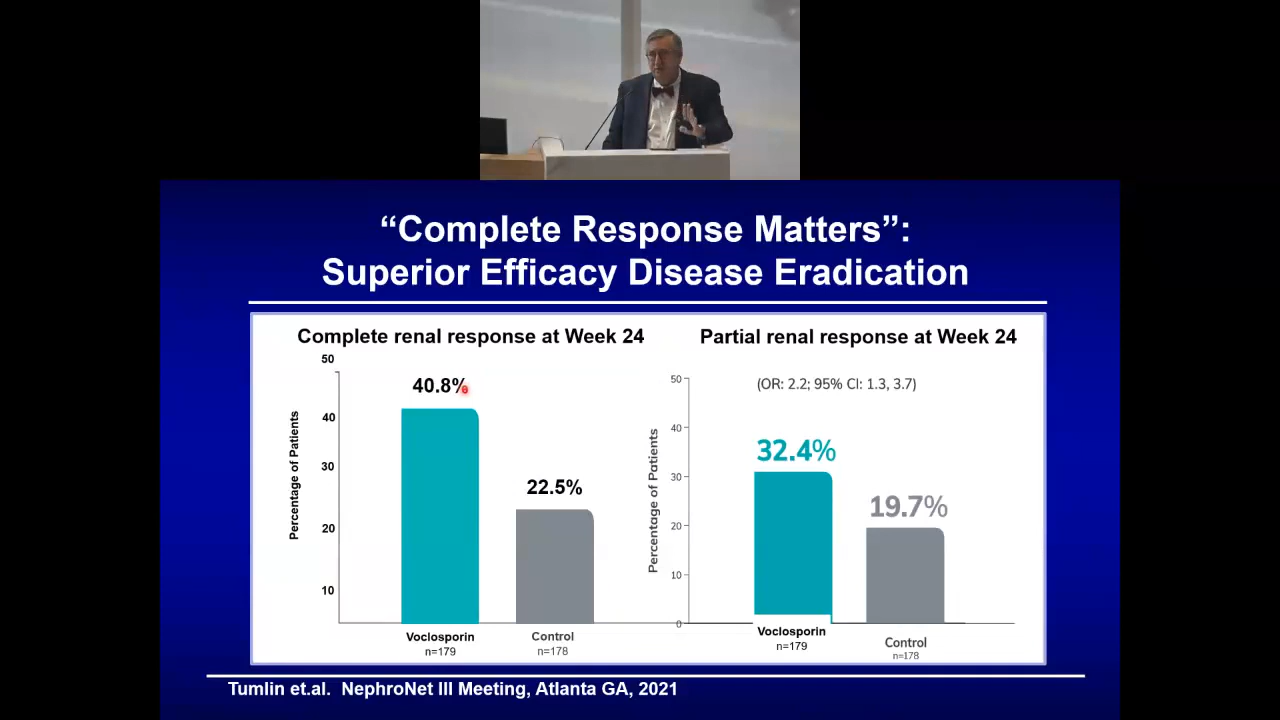 “Complete Response Matters”:
Superior Efficacy Disease Eradication
Complete renal response at Week 24
50
40
30
20
10
Percentage of Patients
40.8%
22.5%
Voclosporin
n=179
Control
n=178
Partial renal response at Week 24
(OR: 2.2; 95% CI: 1.3, 3.7)
50
40
30
20
10
0
Percentage of Patients
32.4%
19.7%
Voclosporin
n=179
Control
n=178
Tumlin et.al. NephroNet III Meeting, Atlanta GA, 2021